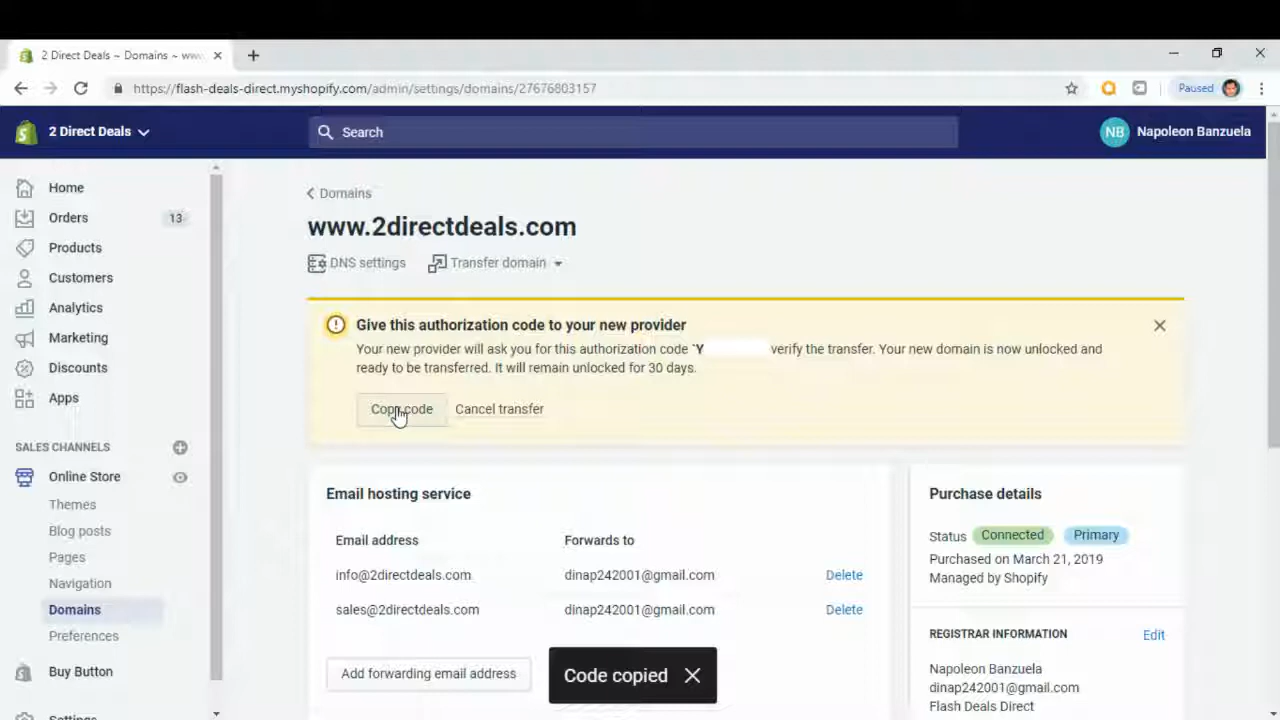 2 Direct Deals ~ Domains ~ www.
https://flash-deals-direct.myshopify.com/admin/settings/domains/27676803157
Paused
2 Direct Deals
Search
NB
Napoleon Banzuela
Home
Orders
13
Products
Customers
Analytics
Marketing
Discounts
Apps
SALES CHANNELS
Online Store
Themes
Blog posts
Pages
Navigation
Domains
Preferences
Buy Button
Settings
Domains
www.2directdeals.com
DNS settings
Transfer domain
Give this authorization code to your new provider
Your new provider will ask you for this authorization code `Y verify the transfer. Your new domain is now unlocked and
ready to be transferred. It will remain unlocked for 30 days.
Copy code
Cancel transfer
Email hosting service
Email address
Forwards to
info@2directdeals.com
dinap242001@gmail.com
Delete
sales@2directdeals.com
dinap242001@gmail.com
Delete
Add forwarding email address
Code copied
Purchase details
Status
Connected
Primary
Purchased on March 21, 2019
Managed by Shopify
REGISTRAR INFORMATION
Edit
Napoleon Banzuela
dinap242001@gmail.com
Flash Deals Direct